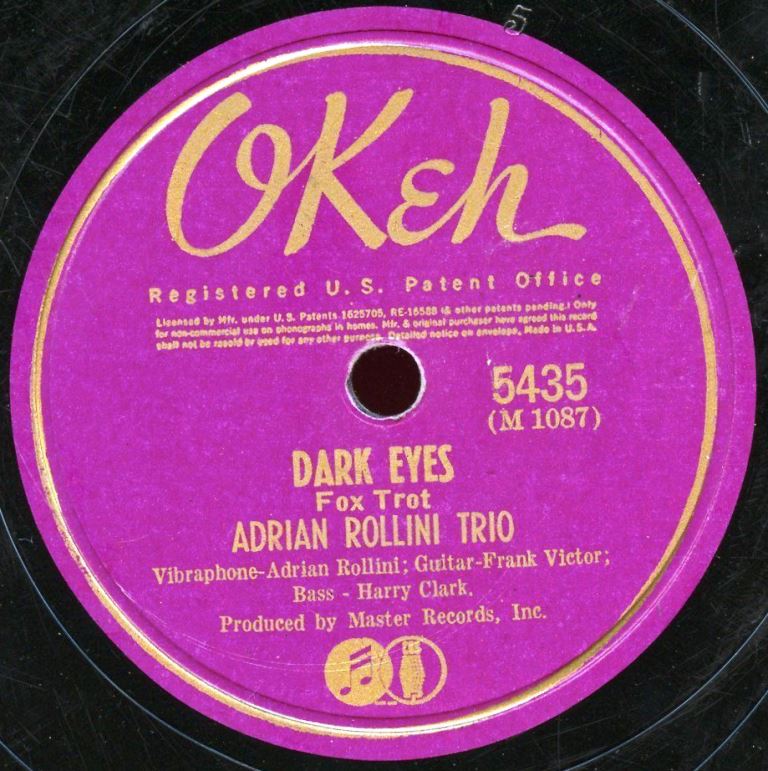 5
OKeh
Registered U.S. Patent Office
Licensed by Mfr. under U.S. Patents 1625705, RE-16588 (& other patents pending.) Only
for non-commercial use on phonographs in homes. Mfr. & original purchaser have agreed this record
shall not be resold or used for any other purpose. Detailed notice on envelope. Made in U.S.A.
5435
(M 1087)
DARK EYES
Fox Trot
ADRIAN ROLLINI TRIO
Vibraphone-Adrian Rollini; Guitar-Frank Victor;
Bass - Harry Clark.
Produced by Master Records, Inc.